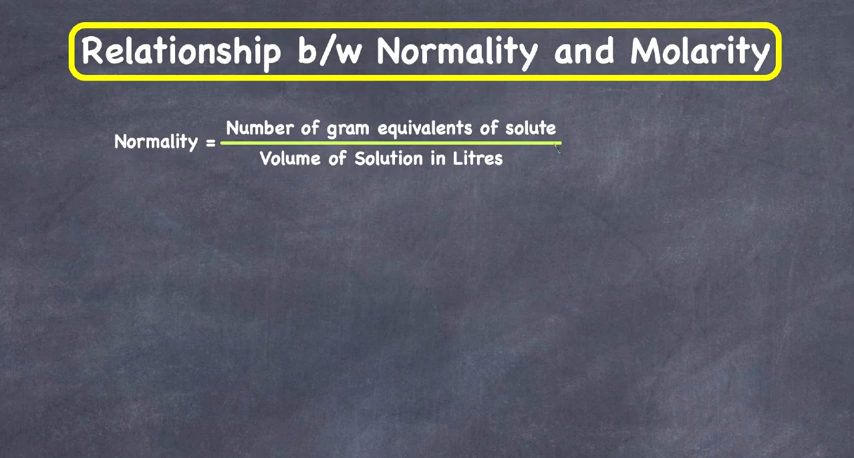 Relationship b/w Normality and Molarity
Number of gram equivalents of solute
Normality =
Volume of Solution in Litres